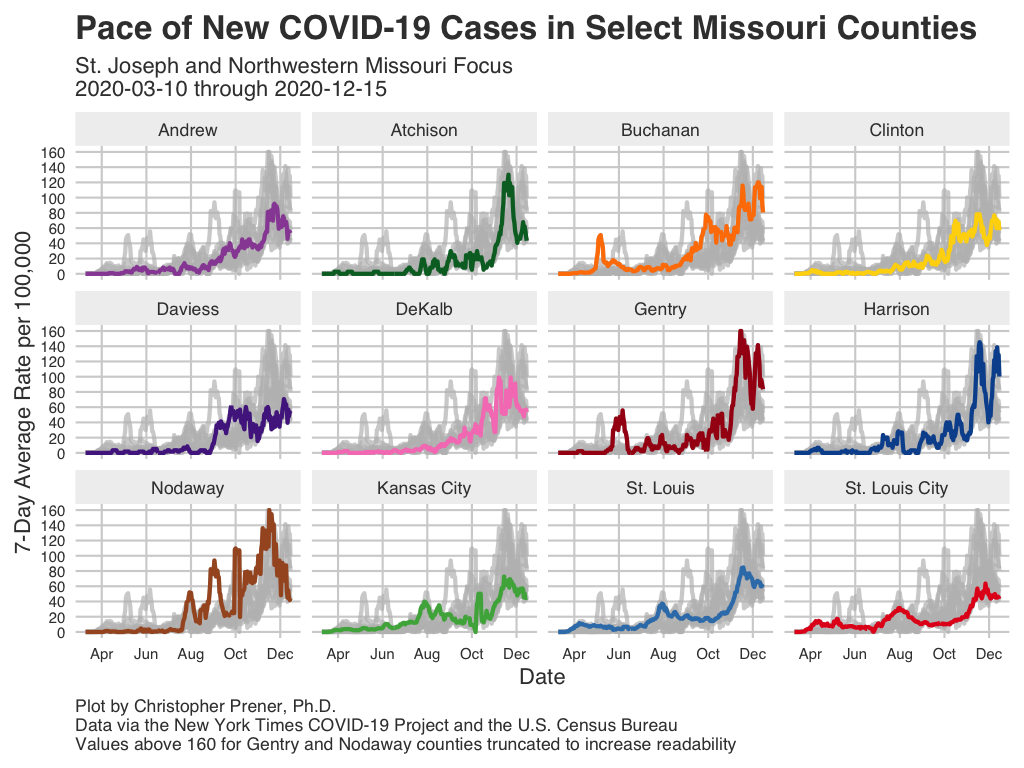 Pace of New COVID-19 Cases in Select Missouri Counties
St. Joseph and Northwestern Missouri Focus
2020-03-10 through 2020-12-15
7-Day Average Rate per 100,000
Andrew Atchison Buchanan Clinton
160
140
120
100
80
60
40
20
0
Daviess DeKalb Gentry Harrison
160
140
120
100
80
60
40
20
0
Nodaway Kansas City St. Louis St. Louis City
160
140
120
100
80
60
40
20
0
Apr Jun Aug Oct Dec Apr Jun Aug Oct Dec Apr Jun Aug Oct Dec Apr Jun Aug Oct Dec
Date
Plot by Christopher Prener, Ph.D.
Data via the New York Times COVID-19 Project and the U.S. Census Bureau
Values above 160 for Gentry and Nodaway counties truncated to increase readability